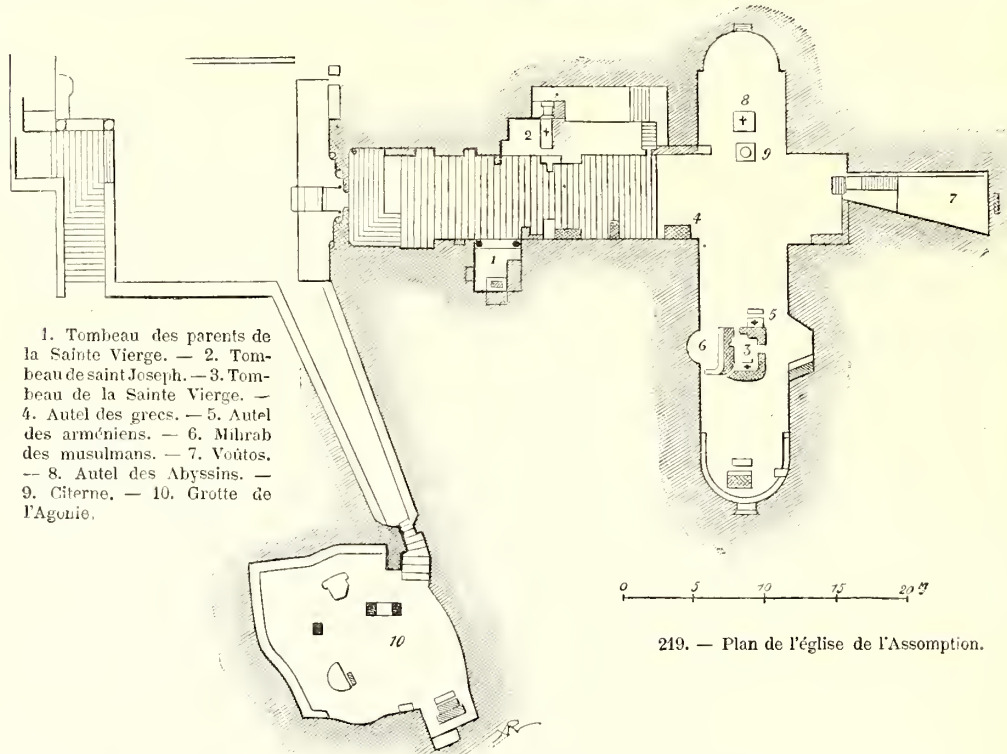 1. Tombeau des parents de
la Sainte Vierge. — 2. Tom-
beau de saint Joseph. — 3. Tom-
beau de la Sainte Vierge. —
4. Autel des grecs. — 5. Autel
des arméniens. — 6. Mihrab
des musulmans. — 7. Voûtos.
— 8. Autel des Abyssins. —
9. Citerne. — 10. Grotte de
l'Agonie.
8
2
9
7
4
1
5
6
3
10
0 5 10 15 20 M
219. — Plan de l'église de l'Assomption.